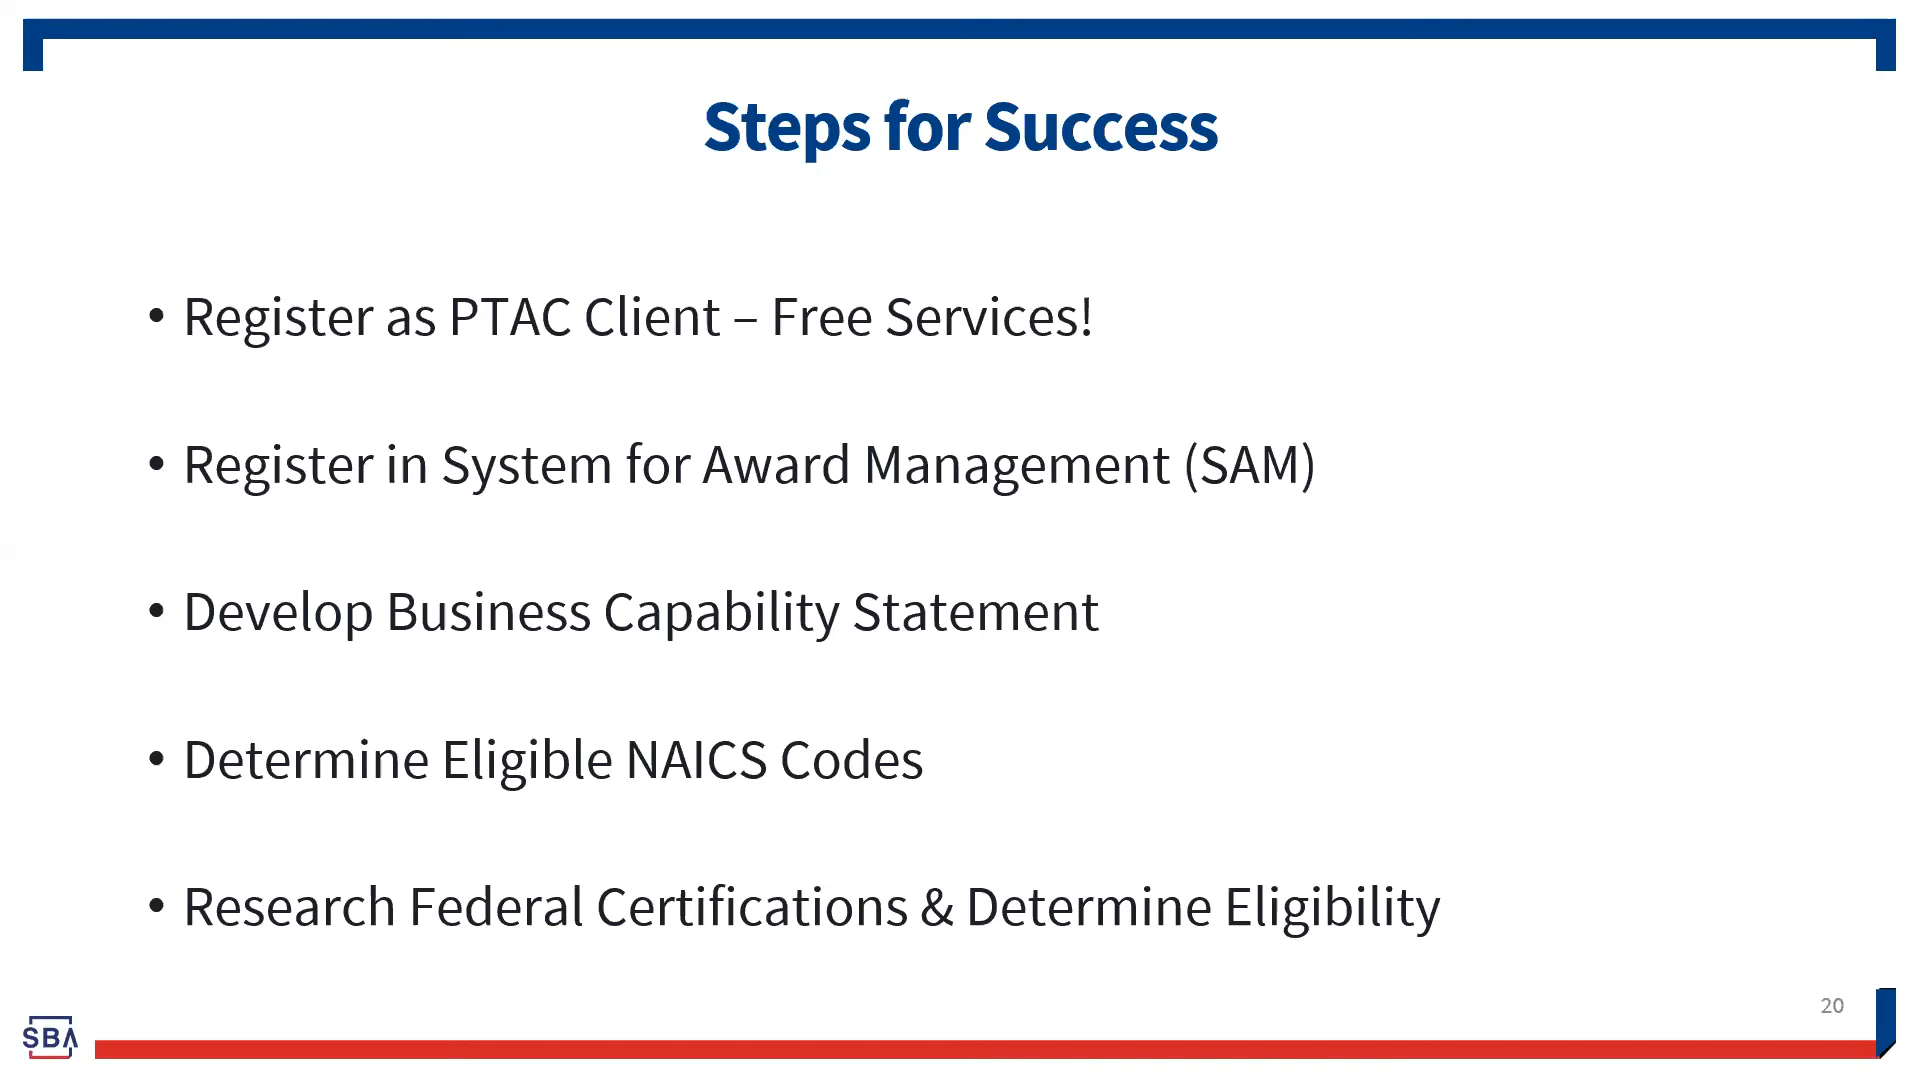 Steps for Success
• Register as PTAC Client – Free Services!
• Register in System for Award Management (SAM)
• Develop Business Capability Statement
• Determine Eligible NAICS Codes
• Research Federal Certifications & Determine Eligibility
20
SBA